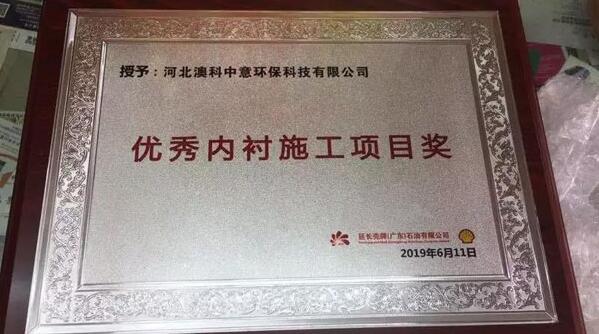 授予：河北澳科中意环保科技有限公司
优秀内衬施工项目奖
延长壳牌(广东)石油有限公司
2019年6月11日